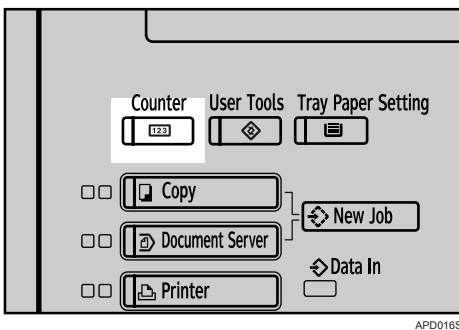 Counter User Tools Tray Paper Setting
123
Copy
New Job
Document Server
Data In
Printer
APD016S